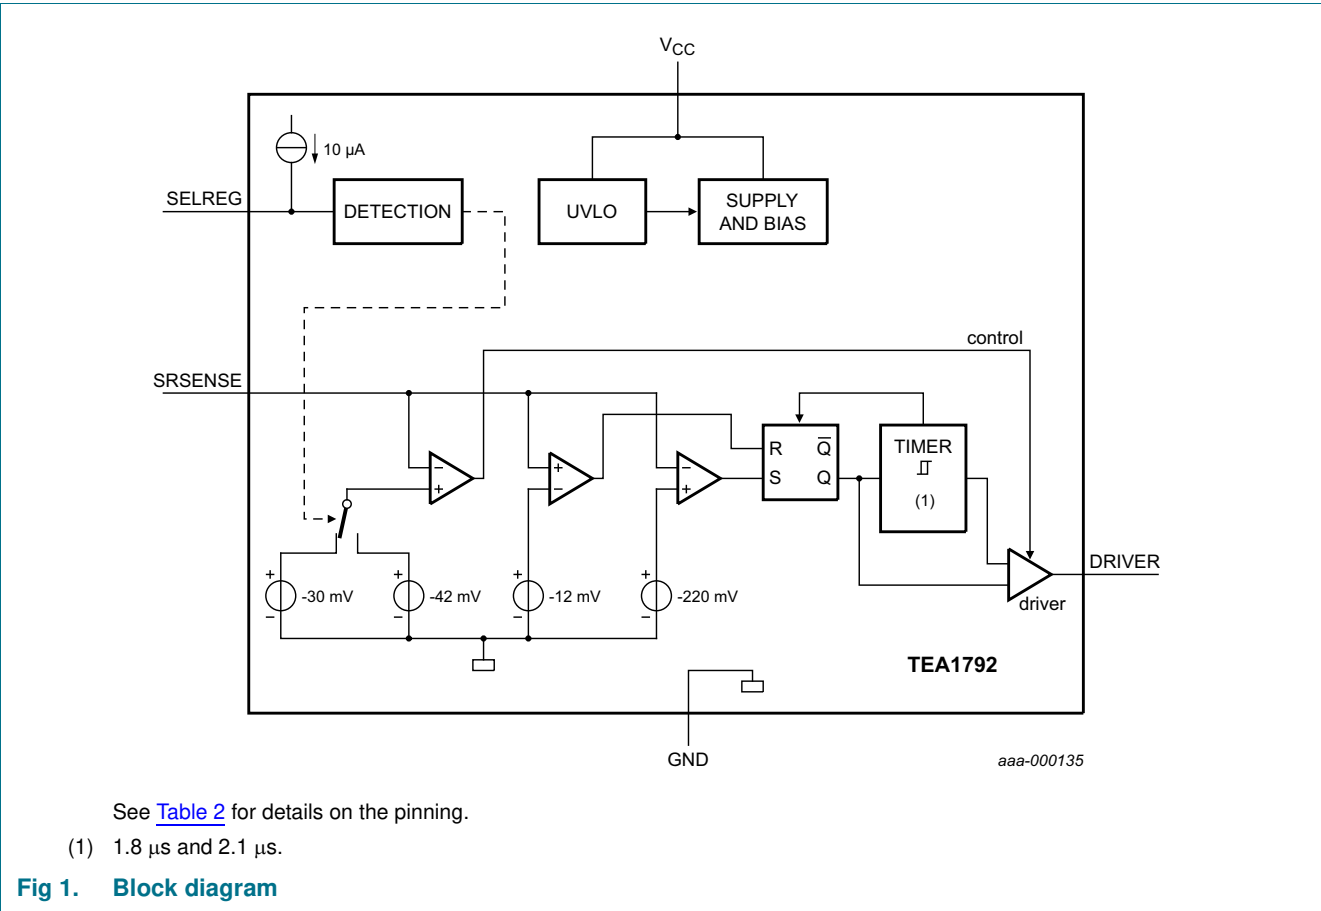 VCC
10 µA
SELREG
DETECTION
UVLO
SUPPLY
AND BIAS
control
SRSENSE
R Q̅
S Q
TIMER
(1)
−
+
+
−
−
+
+
−
-30 mV
+
−
-42 mV
+
−
-12 mV
+
−
-220 mV
DRIVER
driver
TEA1792
GND
aaa-000135
See Table 2 for details on the pinning.
(1) 1.8 μs and 2.1 μs.
Fig 1. Block diagram